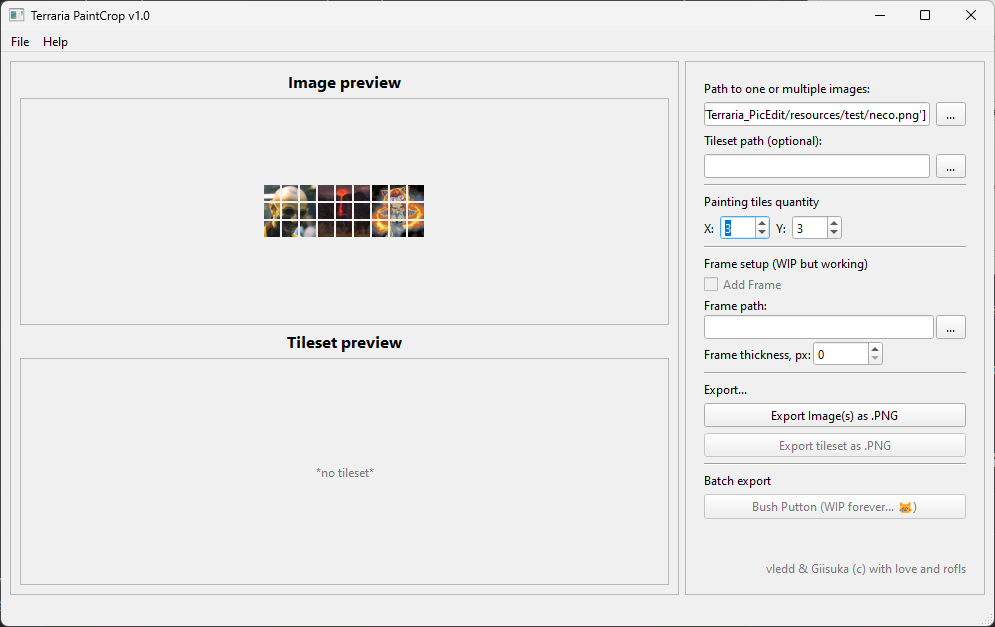 Terraria PaintCrop v1.0
File Help
Image preview
Tileset preview
*no tileset*
Path to one or multiple images:
Terraria_PicEdit/resources/test/neco.png']
...
Tileset path (optional):
...
Painting tiles quantity
X: 3 Y: 3
Frame setup (WIP but working)
Add Frame
Frame path:
...
Frame thickness, px: 0
Export...
Export Image(s) as .PNG
Export tileset as .PNG
Batch export
Bush Putton (WIP forever... 😹)
vledd & Giisuka (c) with love and rofls